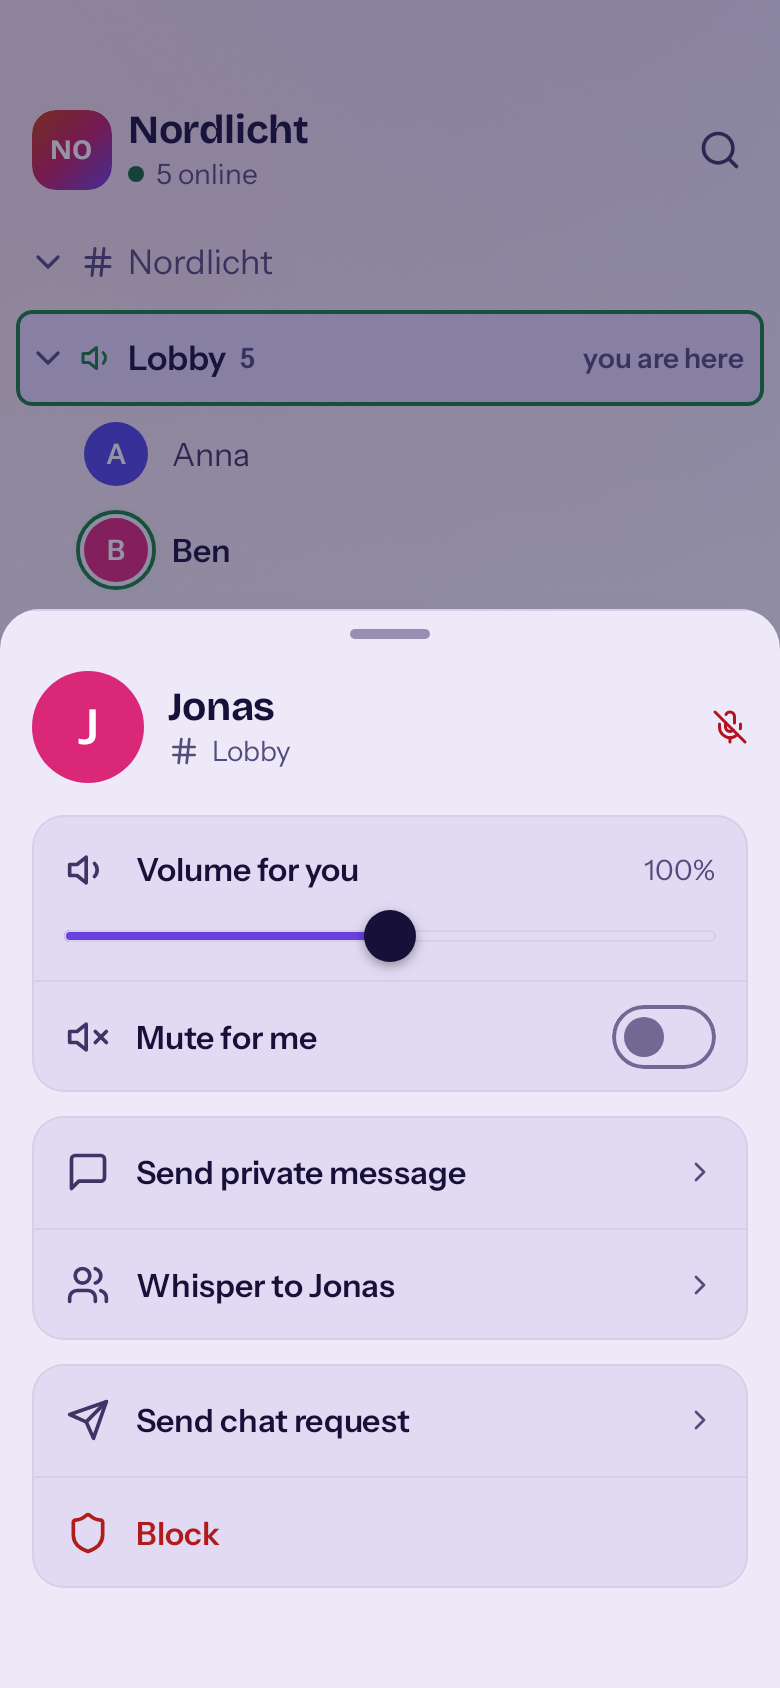 NO
Nordlicht
5 online
# Nordlicht
Lobby 5 you are here
A Anna
B Ben
J
Jonas
# Lobby
Volume for you 100%
Mute for me
Send private message
Whisper to Jonas
Send chat request
Block